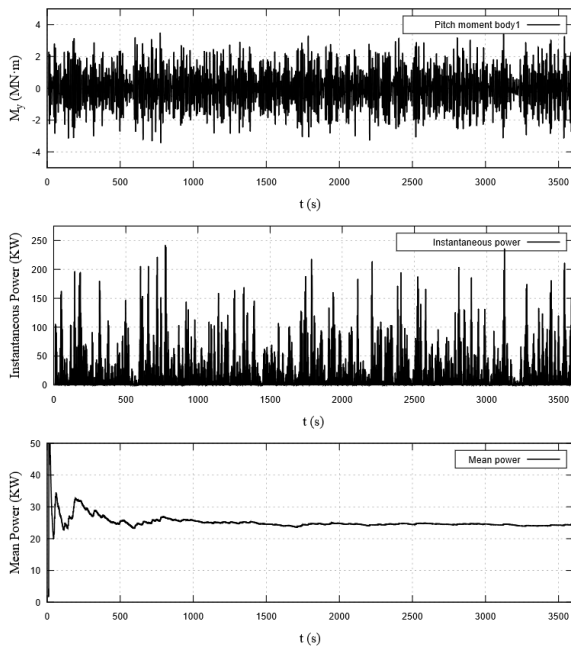 Pitch moment body1
4
2
0
-2
-4
M_y (MN·m)
0 500 1000 1500 2000 2500 3000 3500
t (s)
Instantaneous power
250
200
150
100
50
0
Instantaneous Power (KW)
0 500 1000 1500 2000 2500 3000 3500
t (s)
Mean power
50
40
30
20
10
0
Mean Power (KW)
0 500 1000 1500 2000 2500 3000 3500
t (s)